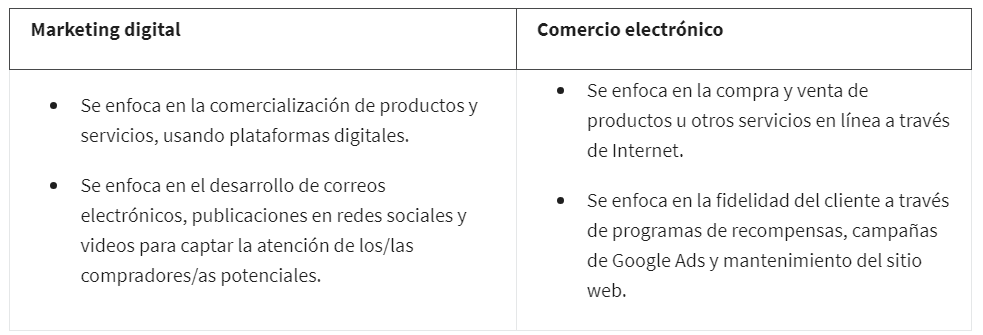 Marketing digital
Comercio electrónico
• Se enfoca en la comercialización de productos y
servicios, usando plataformas digitales.
• Se enfoca en el desarrollo de correos
electrónicos, publicaciones en redes sociales y
videos para captar la atención de los/las
compradores/as potenciales.
• Se enfoca en la compra y venta de
productos u otros servicios en línea a través
de Internet.
• Se enfoca en la fidelidad del cliente a través
de programas de recompensas, campañas
de Google Ads y mantenimiento del sitio
web.